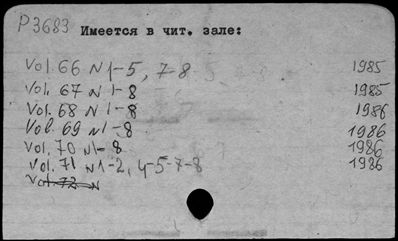 P3683 Имеется в чит. зале:
Vol. 66 N 1-5, 7-8 1985
Vol. 67 N 1-8 1985
Vol. 68 N 1-8 1986
Vol. 69 N 1-8 1986
Vol. 70 N 1-8 1986
Vol. 71 N 1-2, 4-5-7-8 1986
Vol. 72 N